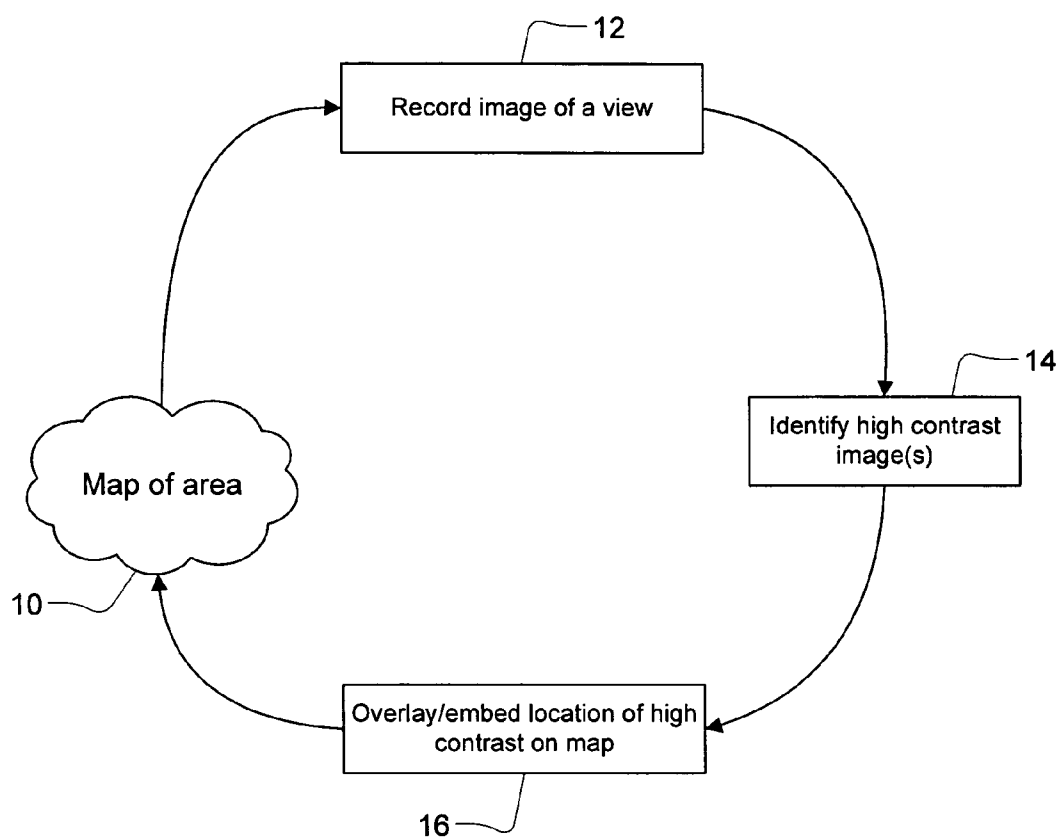 12
Record image of a view
14
Identify high contrast
image(s)
Map of area
10
Overlay/embed location of high
contrast on map
16